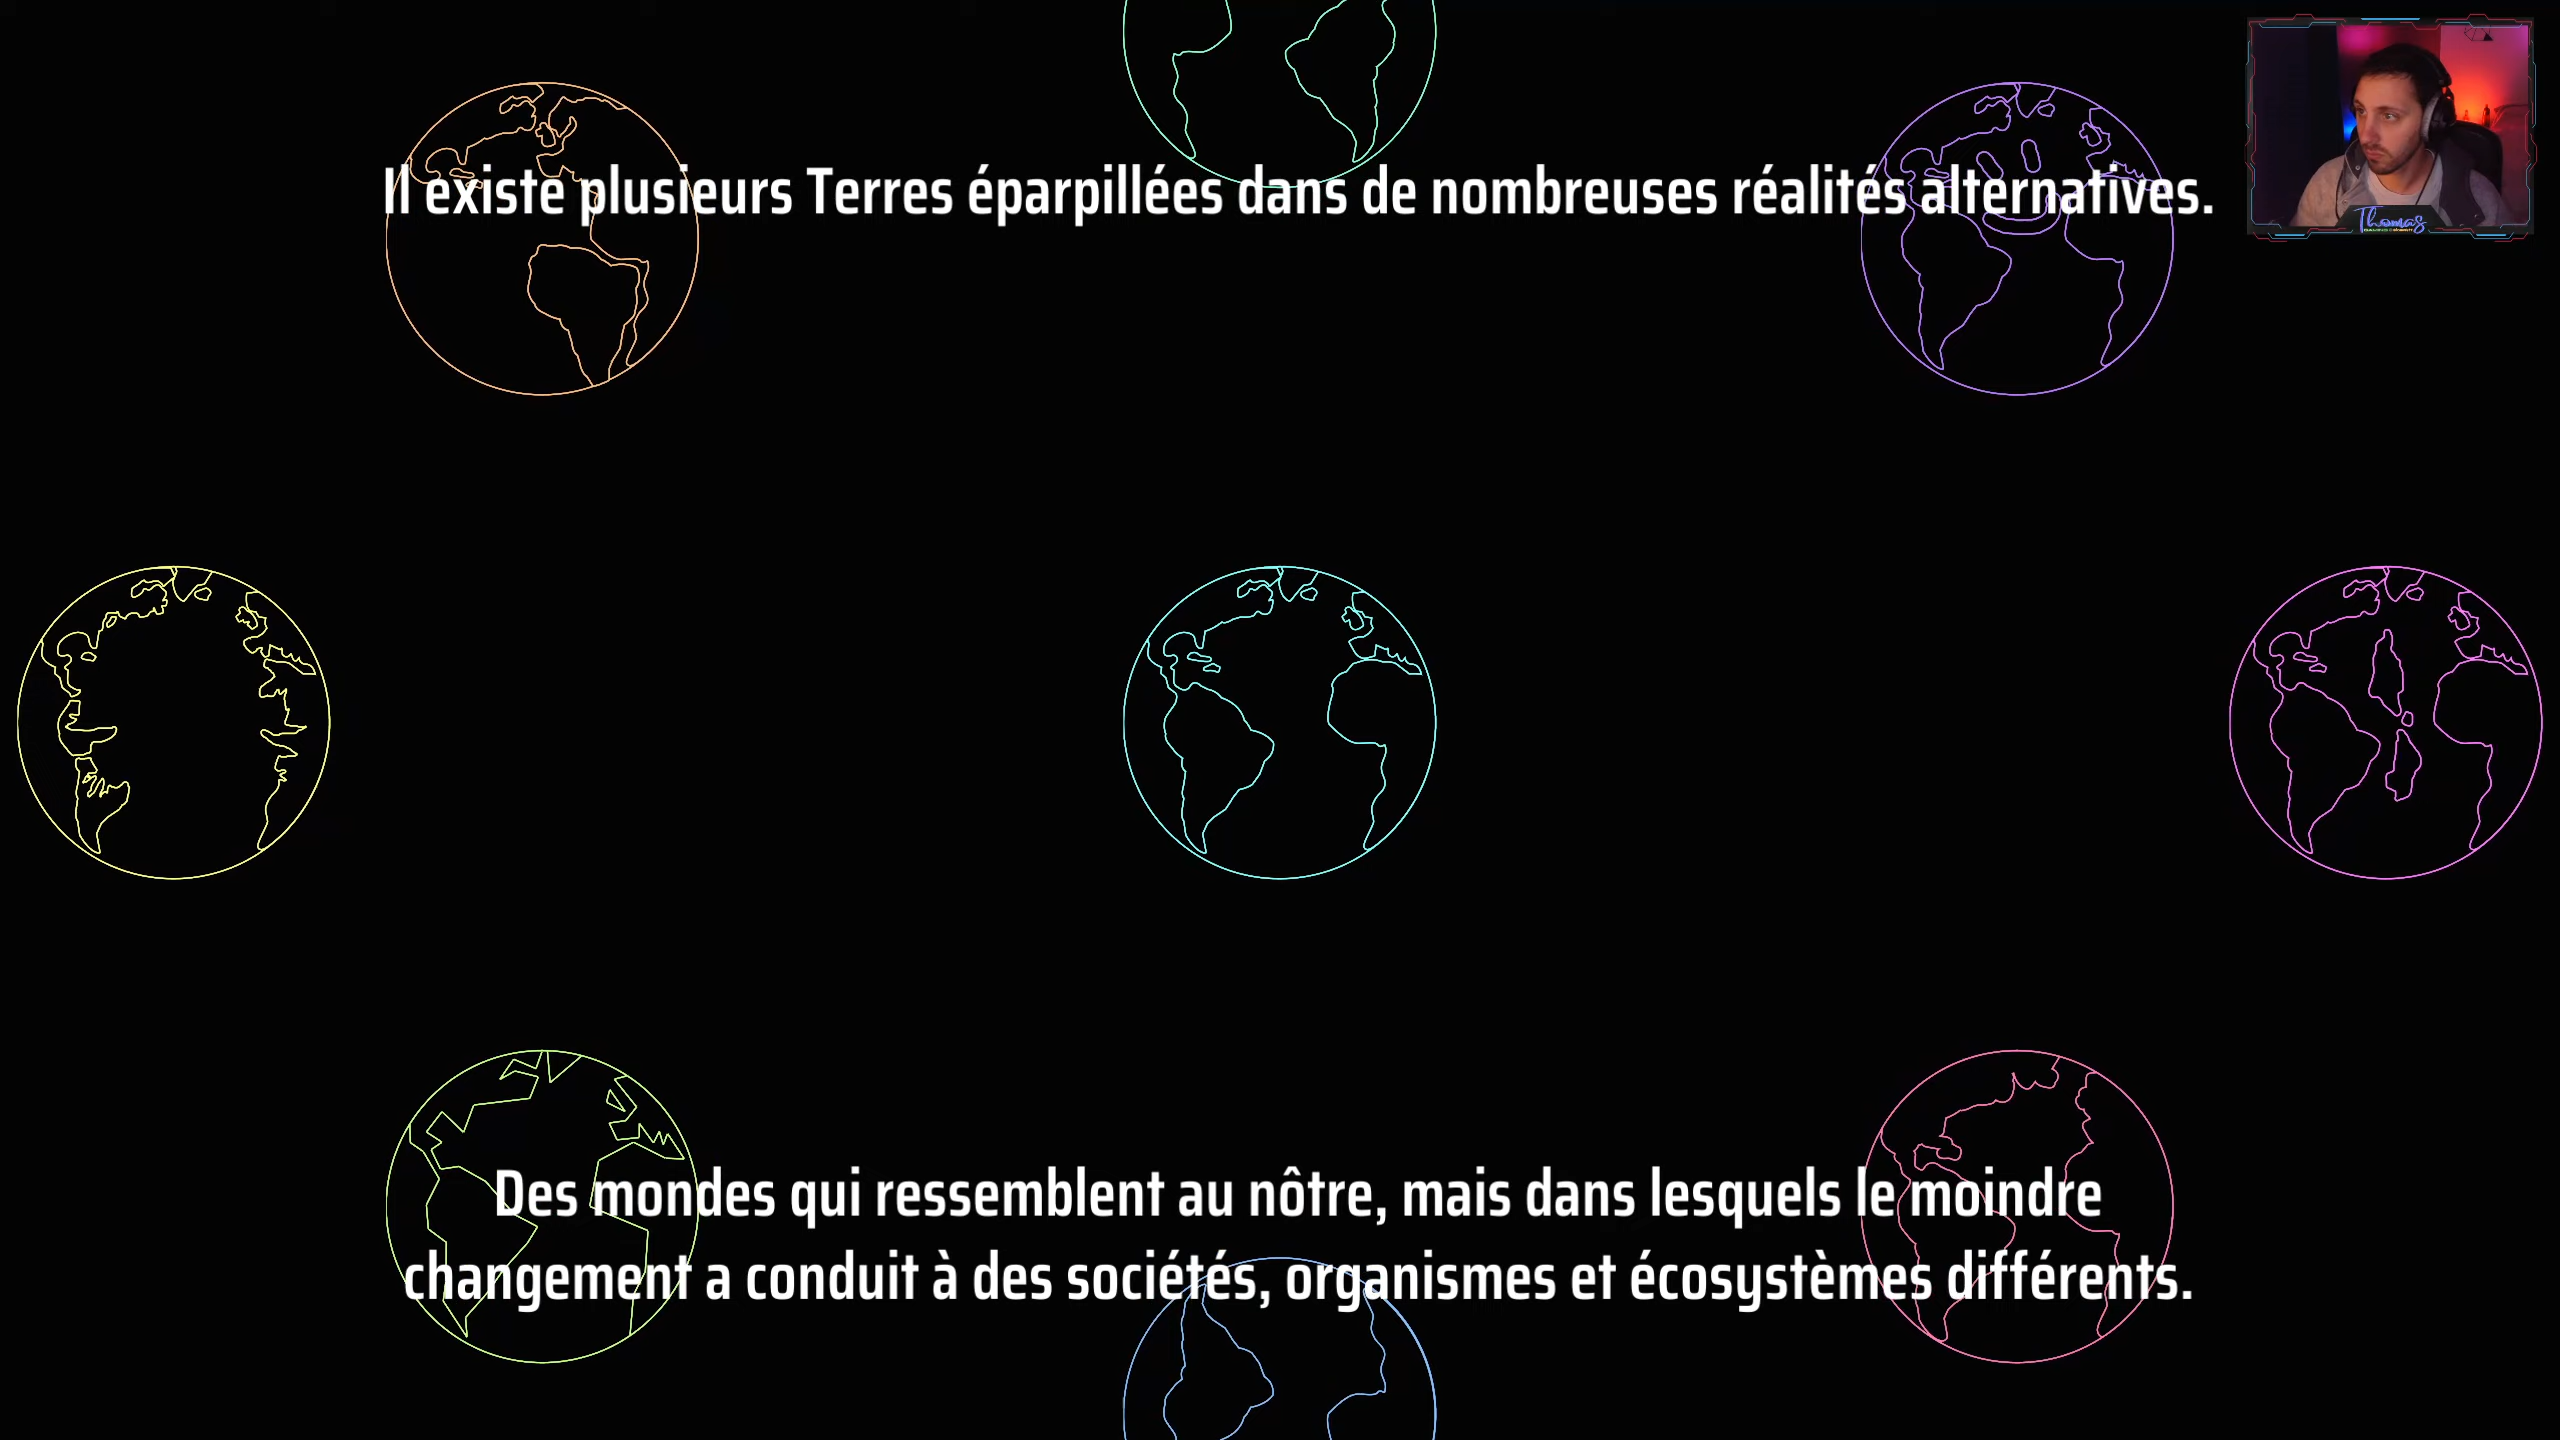 Il existe plusieurs Terres éparpillées dans de nombreuses réalités alternatives.
Thomas
Des mondes qui ressemblent au nôtre, mais dans lesquels le moindre
changement a conduit à des sociétés, organismes et écosystèmes différents.